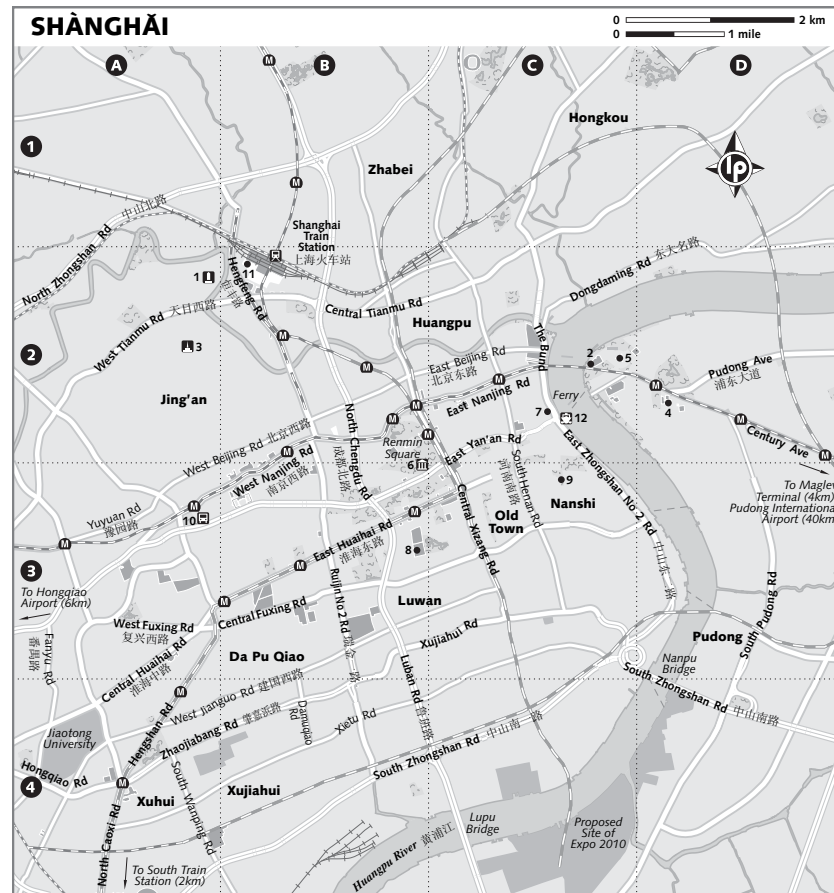 SHÀNGHǍI
0 2 km
0 1 mile
A
B
C
D
1
Hongkou
Zhabei
lp
中山北路
North Zhongshan Rd
Shanghai
Train
Station
上海火车站
1
11
Hengfeng Rd
恒丰路
天目西路
West Tianmu Rd
Central Tianmu Rd
Dongdaming Rd 东大名路
Huangpu
2
3
The Bund
East Beijing Rd
北京东路
2
5
Pudong Ave
浦东大道
East Nanjing Rd
Ferry
4
7
12
Century Ave
Jing'an
West Beijing Rd 北京西路
North Chengdu Rd
成都北路
Renmin
Square
6
East Yan'an Rd
South Henan Rd
河南南路
East Zhongshan No 2 Rd
中山东二路
West Nanjing Rd
南京西路
9
Nanshi
To Maglev
Terminal (4km),
Pudong International
Airport (40km)
Yuyuan Rd
豫园路
10
Old
Town
Central Xizang Rd
East Huaihai Rd
淮海东路
8
3
To Hongqiao
Airport (6km)
Ruijin No 2 Rd
瑞金二路
Luwan
South Pudong Rd
Central Fuxing Rd
West Fuxing Rd
复兴西路
Fanyu Rd
番禺路
Xujiahui Rd
Pudong
Da Pu Qiao
Central Huaihai Rd
淮海中路
Nanpu
Bridge
Luban Rd 鲁班路
West Jianguo Rd 建国西路
South Zhongshan Rd 中山南路
Hengshan Rd
Zhaojiabang Rd 肇嘉浜路
Damuqiao
Rd
Xietu Rd
Jiaotong
University
South Zhongshan Rd 中山南一路
Hongqiao Rd
4
Xuhui
Xujiahui
South Wanping Rd
North Caoxi Rd
Lupu
Bridge
Proposed
Site of
Expo 2010
Huangpu River 黄浦江
To South Train
Station (2km)